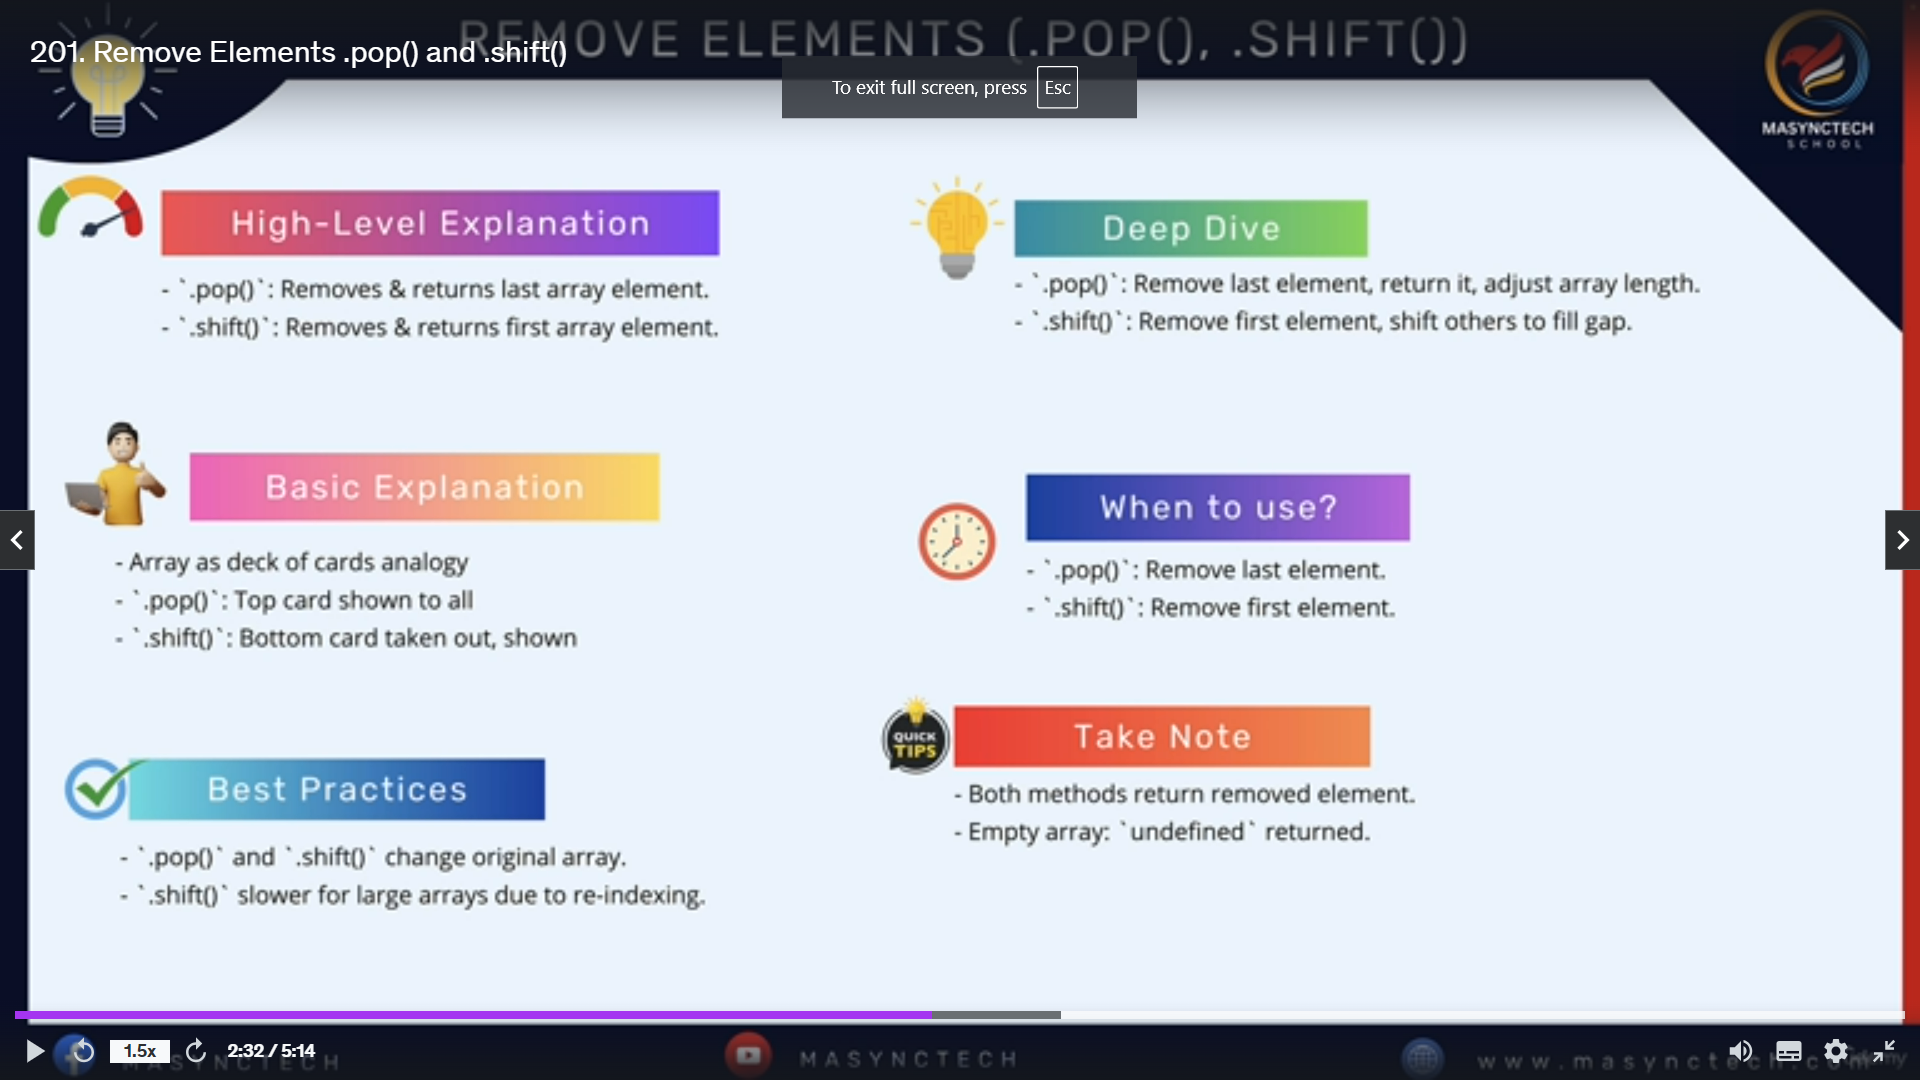 REMOVE ELEMENTS (.POP(), .SHIFT())
201. Remove Elements .pop() and .shift()
To exit full screen, press Esc
MASYNCTECH
SCHOOL
High-Level Explanation
- `.pop()`: Removes & returns last array element.
- `.shift()`: Removes & returns first array element.
Deep Dive
- `.pop()`: Remove last element, return it, adjust array length.
- `.shift()`: Remove first element, shift others to fill gap.
Basic Explanation
- Array as deck of cards analogy
- `.pop()`: Top card shown to all
- `.shift()`: Bottom card taken out, shown
When to use?
- `.pop()`: Remove last element.
- `.shift()`: Remove first element.
Best Practices
- `.pop()` and `.shift()` change original array.
- `.shift()` slower for large arrays due to re-indexing.
QUICK
TIPS
Take Note
- Both methods return removed element.
- Empty array: `undefined` returned.
1.5x
2:32 / 5:14
MASYNCTECH
MASYNCTECH
www.masynctech.com